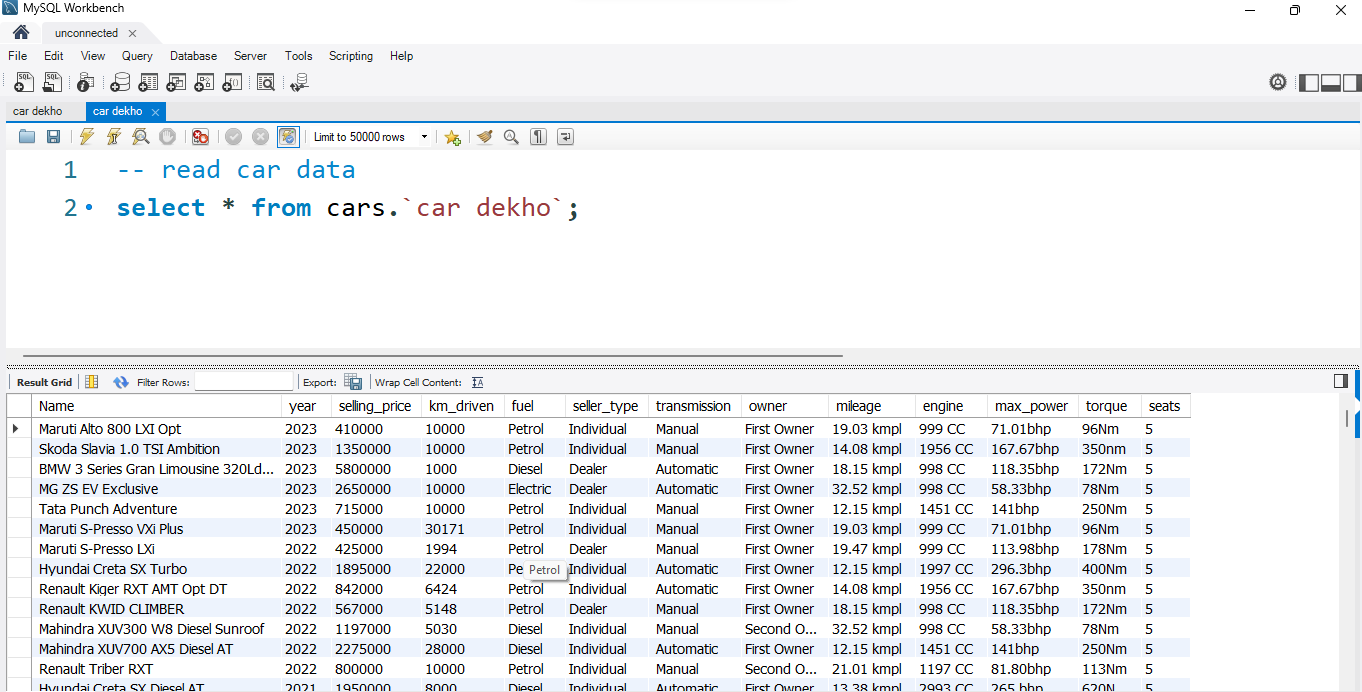 MySQL Workbench
unconnected
File Edit View Query Database Server Tools Scripting Help
car dekho car dekho
Limit to 50000 rows
1 -- read car data
2 select * from cars.`car dekho`;
Result Grid Filter Rows: Export: Wrap Cell Content:
Name year selling_price km_driven fuel seller_type transmission owner mileage engine max_power torque seats
Maruti Alto 800 LXI Opt 2023 410000 10000 Petrol Individual Manual First Owner 19.03 kmpl 999 CC 71.01bhp 96Nm 5
Skoda Slavia 1.0 TSI Ambition 2023 1350000 10000 Petrol Individual Manual First Owner 14.08 kmpl 1956 CC 167.67bhp 350nm 5
BMW 3 Series Gran Limousine 320Ld... 2023 5800000 1000 Diesel Dealer Automatic First Owner 18.15 kmpl 998 CC 118.35bhp 172Nm 5
MG ZS EV Exclusive 2023 2650000 10000 Electric Dealer Automatic First Owner 32.52 kmpl 998 CC 58.33bhp 78Nm 5
Tata Punch Adventure 2023 715000 10000 Petrol Individual Manual First Owner 12.15 kmpl 1451 CC 141bhp 250Nm 5
Maruti S-Presso VXi Plus 2023 450000 30171 Petrol Individual Manual First Owner 19.03 kmpl 999 CC 71.01bhp 96Nm 5
Maruti S-Presso LXi 2022 425000 1994 Petrol Dealer Manual First Owner 19.47 kmpl 999 CC 113.98bhp 178Nm 5
Hyundai Creta SX Turbo 2022 1895000 22000 Pe Petrol Individual Automatic First Owner 12.15 kmpl 1997 CC 296.3bhp 400Nm 5
Renault Kiger RXT AMT Opt DT 2022 842000 6424 Petrol Individual Automatic First Owner 14.08 kmpl 1956 CC 167.67bhp 350nm 5
Renault KWID CLIMBER 2022 567000 5148 Petrol Dealer Manual First Owner 18.15 kmpl 998 CC 118.35bhp 172Nm 5
Mahindra XUV300 W8 Diesel Sunroof 2022 1197000 5030 Diesel Individual Manual Second O... 32.52 kmpl 998 CC 58.33bhp 78Nm 5
Mahindra XUV700 AX5 Diesel AT 2022 2275000 28000 Diesel Individual Automatic First Owner 12.15 kmpl 1451 CC 141bhp 250Nm 5
Renault Triber RXT 2022 800000 10000 Petrol Individual Manual Second O... 21.01 kmpl 1197 CC 81.80bhp 113Nm 5
Hyundai Creta SX Diesel AT 2021 1950000 8000 Diesel Individual Automatic First Owner 13.38 kmpl 2993 CC 265 bhp 620N 5